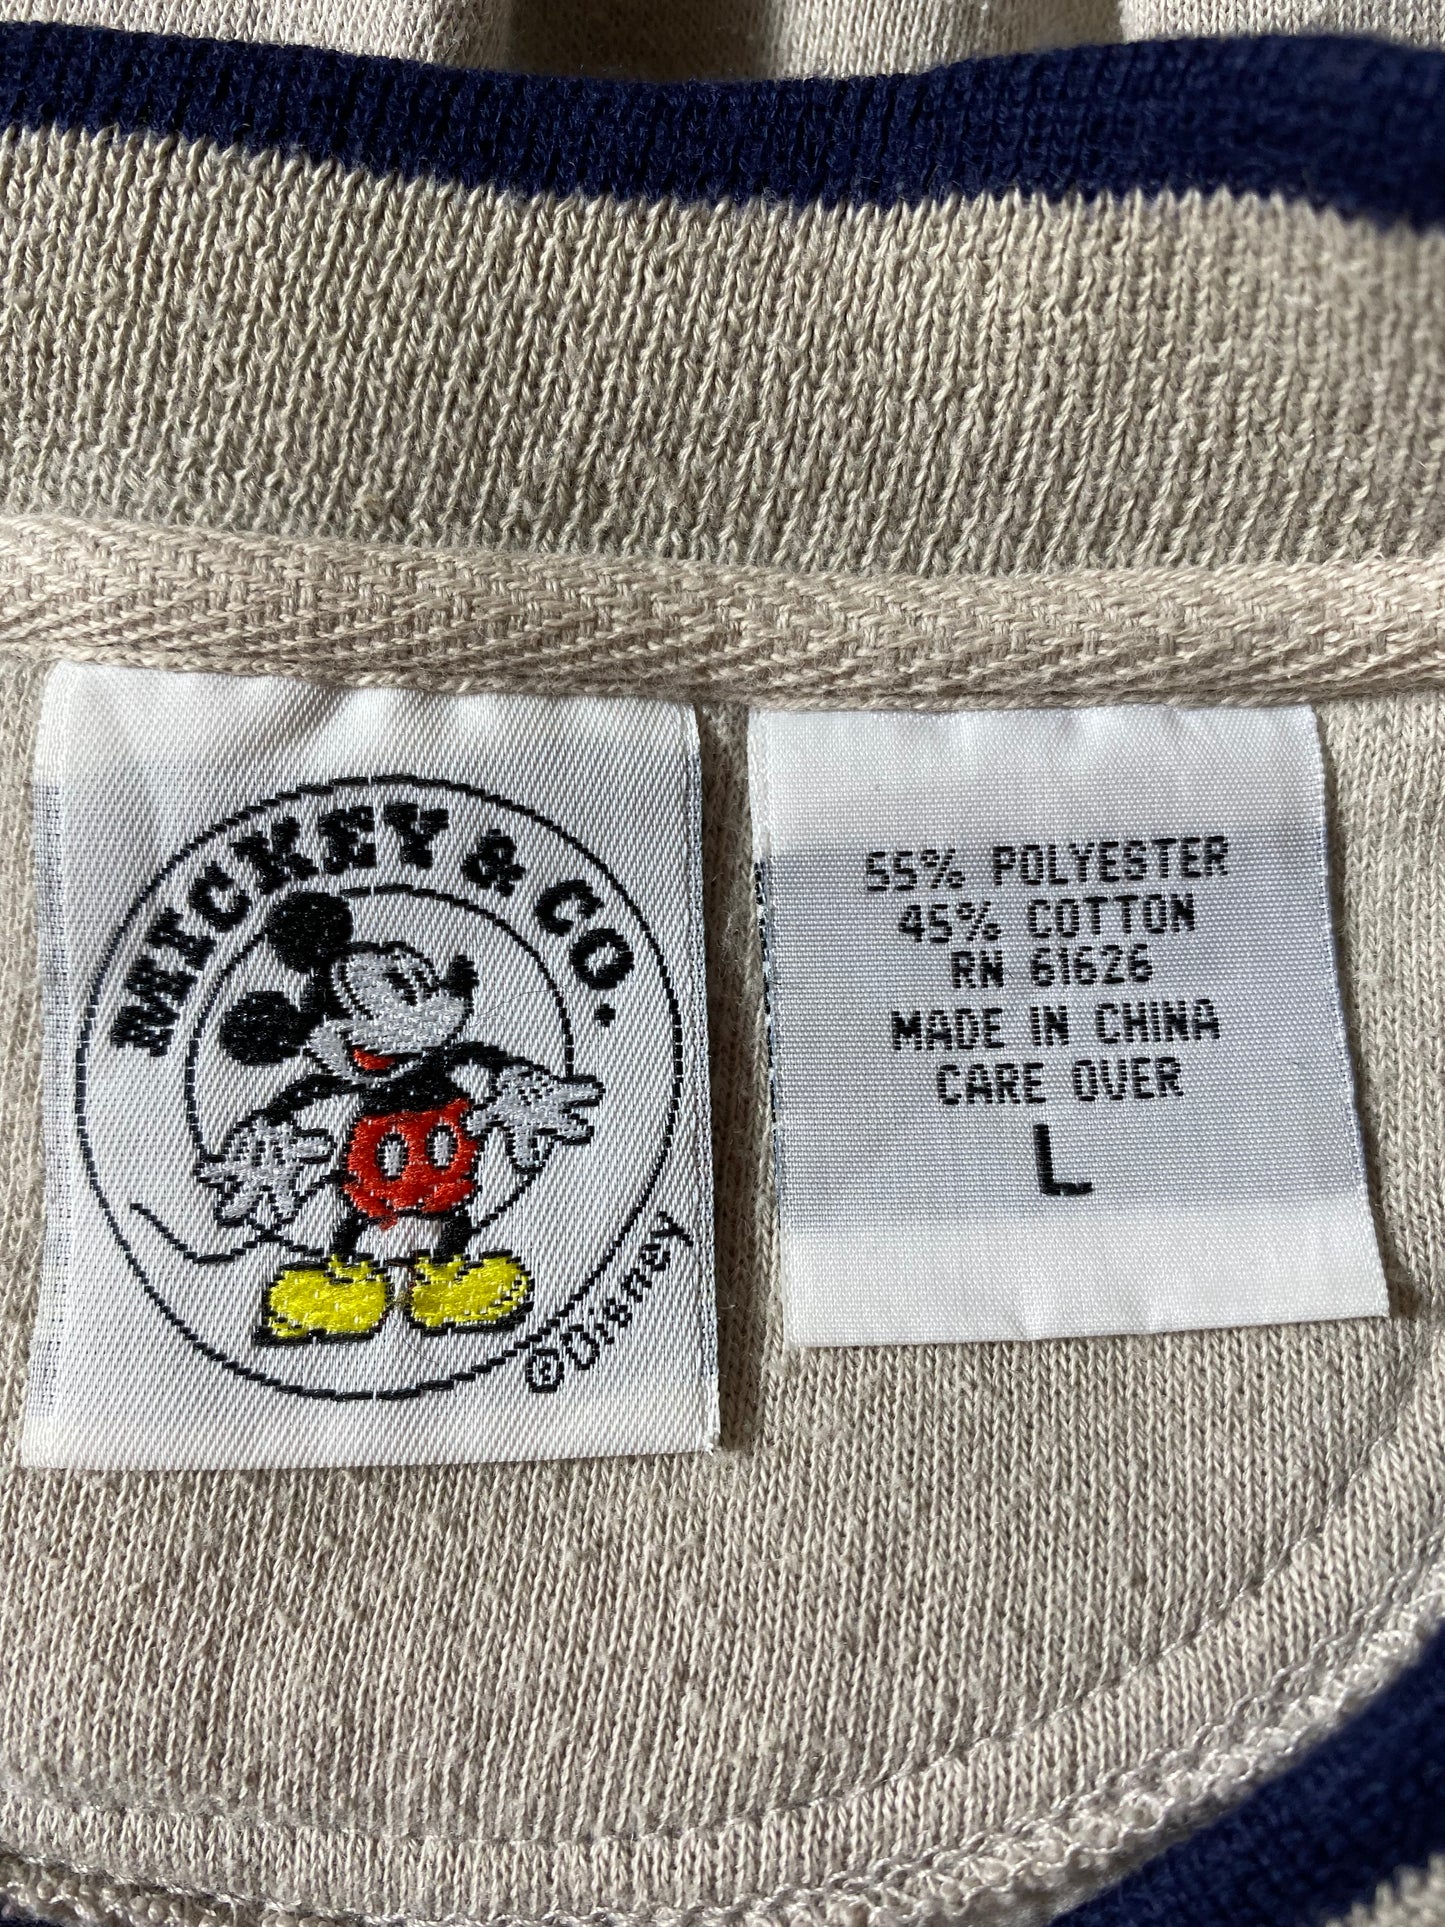 MICKEY & CO.
©Disney
55% POLYESTER
45% COTTON
RN 61626
MADE IN CHINA
CARE OVER
L